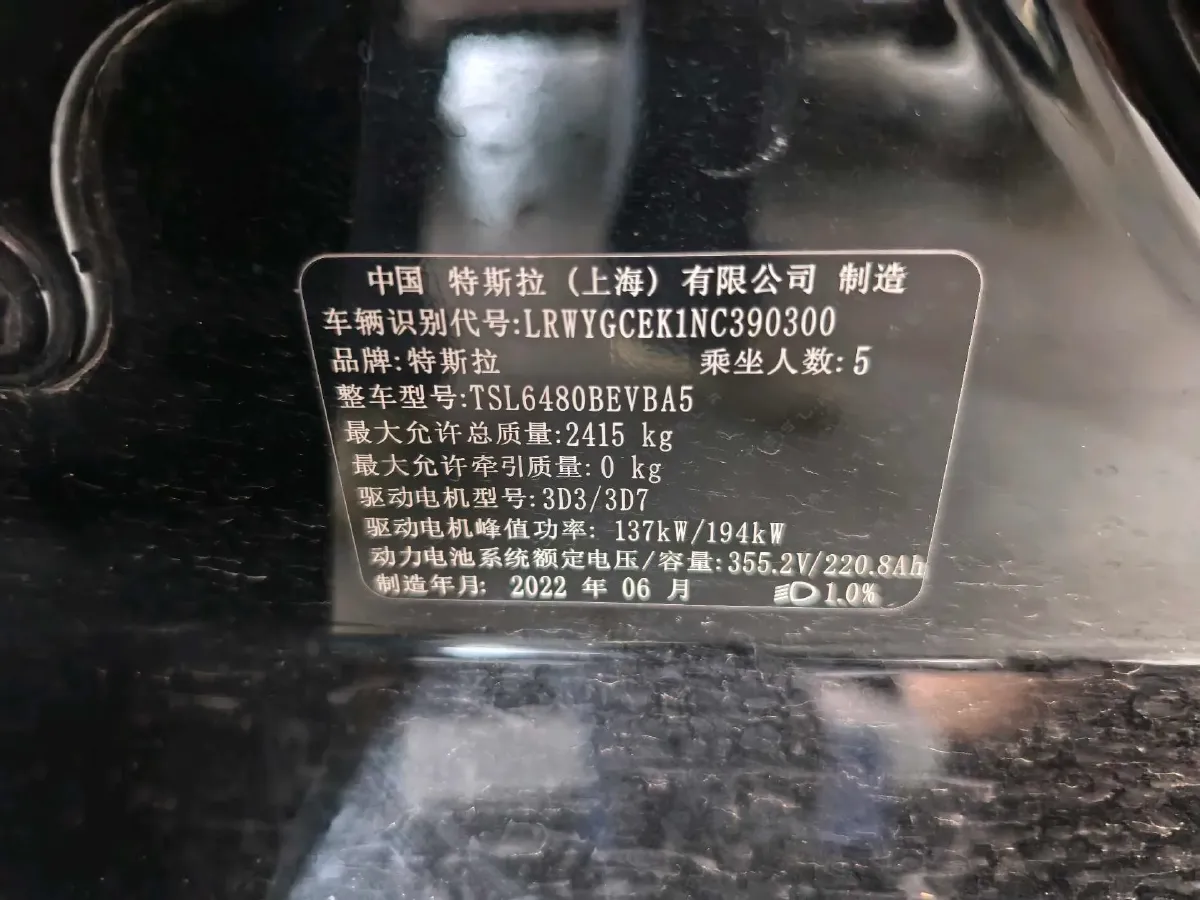 中国 特斯拉（上海）有限公司 制造
车辆识别代号:LRWYGCEK1NC390300
品牌:特斯拉 乘坐人数:5
整车型号:TSL6480BEVBA5
最大允许总质量:2415 kg
最大允许牵引质量:0 kg
驱动电机型号:3D3/3D7
驱动电机峰值功率: 137kW/194kW
动力电池系统额定电压/容量:355.2V/220.8Ah
制造年月: 2022 年 06 月 1.0%